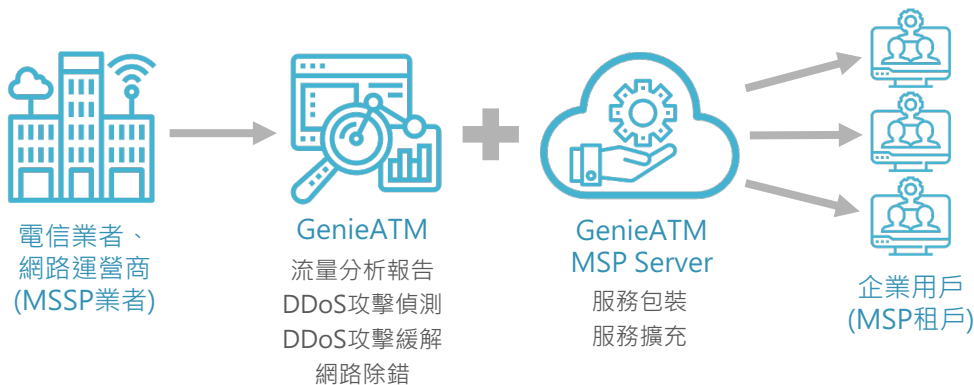 電信業者、
網路運營商
(MSSP業者)
GenieATM
流量分析報告
DDoS攻擊偵測
DDoS攻擊緩解
網路除錯
GenieATM
MSP Server
服務包裝
服務擴充
企業用戶
(MSP租戶)